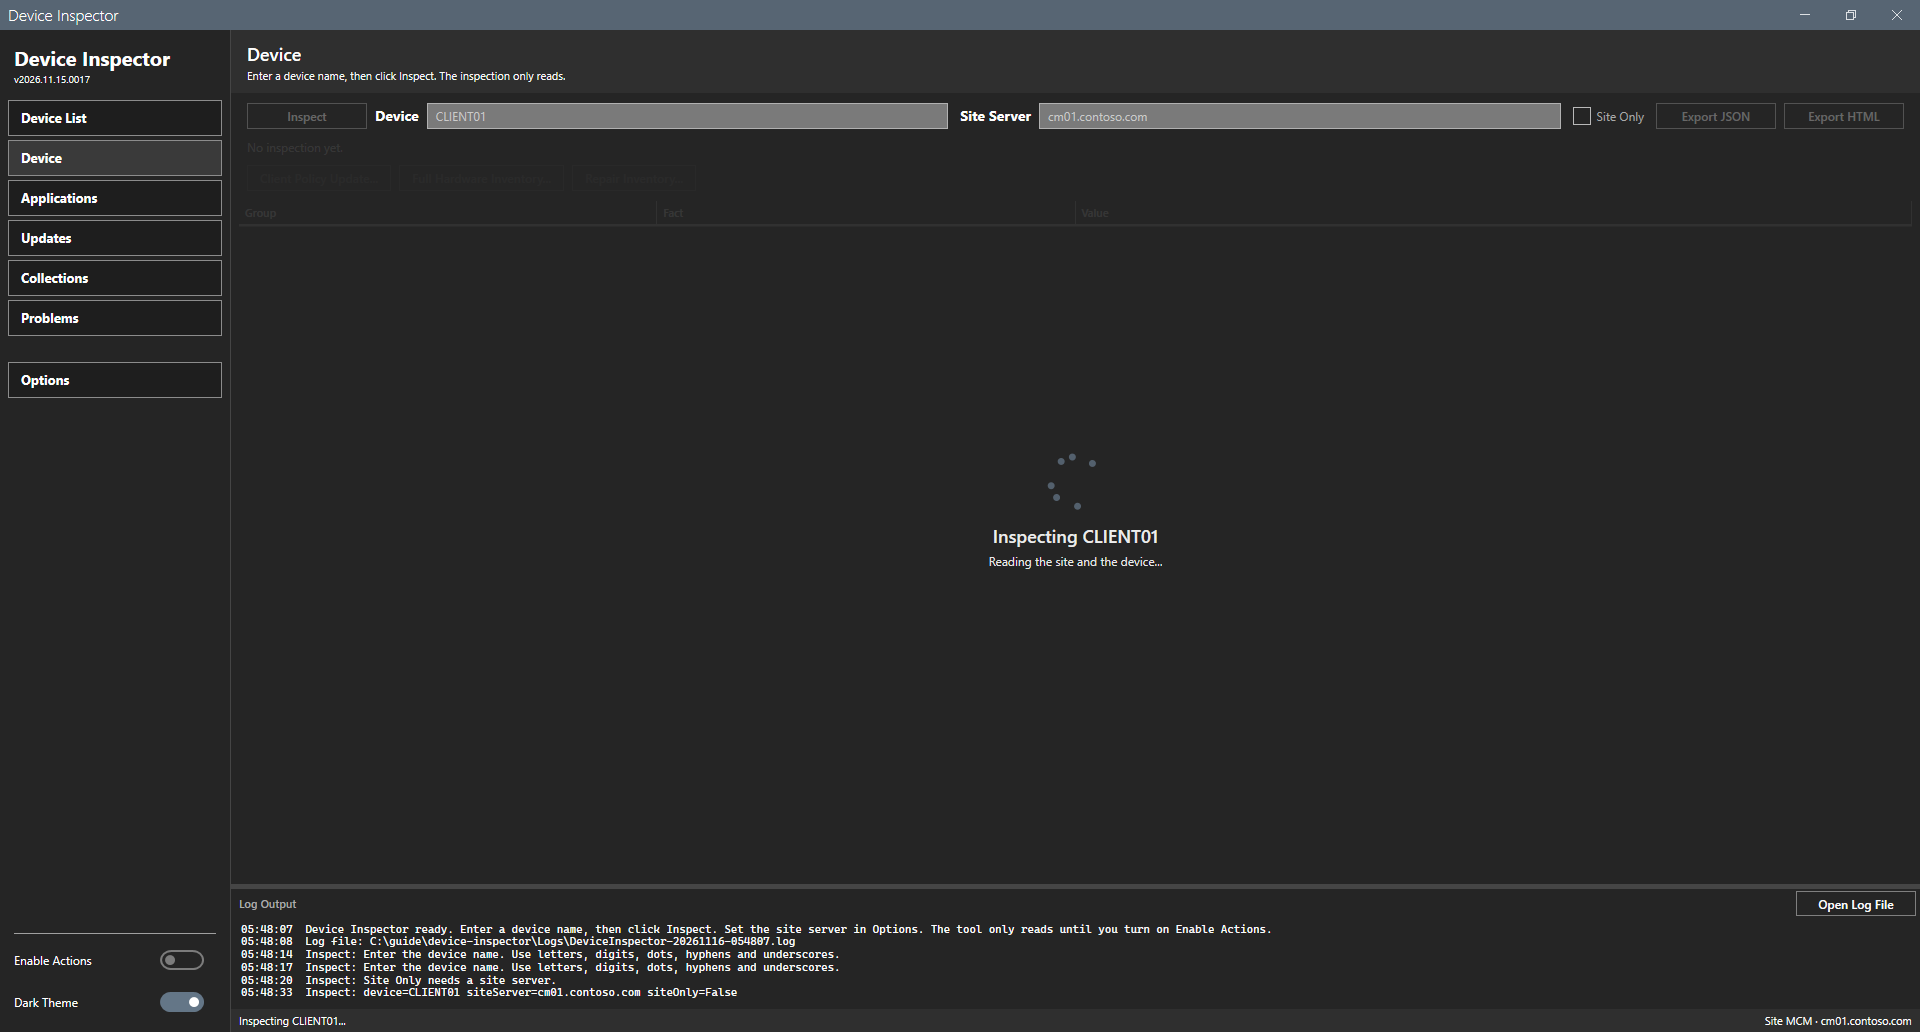 Device Inspector
Device Inspector
v2026.11.15.0017
Device List
Device
Applications
Updates
Collections
Problems
Options
Enable Actions
Dark Theme
Device
Enter a device name, then click Inspect. The inspection only reads.
Inspect Device CLIENT01 Site Server cm01.contoso.com Site Only Export JSON Export HTML
No inspection yet.
Group Fact Value
Inspecting CLIENT01
Reading the site and the device...
Log Output
Open Log File
05:48:07 Device Inspector ready. Enter a device name, then click Inspect. Set the site server in Options. The tool only reads until you turn on Enable Actions.
05:48:08 Log file: C:\guide\device-inspector\Logs\DeviceInspector-20261116-054807.log
05:48:14 Inspect: Enter the device name. Use letters, digits, dots, hyphens and underscores.
05:48:17 Inspect: Enter the device name. Use letters, digits, dots, hyphens and underscores.
05:48:20 Inspect: Site Only needs a site server.
05:48:33 Inspect: device=CLIENT01 siteServer=cm01.contoso.com siteOnly=False
Inspecting CLIENT01...
Site MCM · cm01.contoso.com